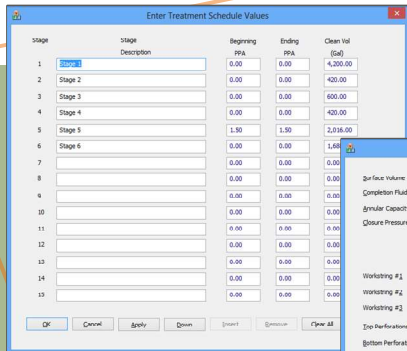 Enter Treatment Schedule Values
Stage Stage Beginning Ending Clean Vol
Description PPA PPA (Gal)
1 Stage 1 0.00 0.00 4,200.00
2 Stage 2 0.00 0.00 420.00
3 Stage 3 0.00 0.00 600.00
4 Stage 4 0.00 0.00 420.00
5 Stage 5 1.50 1.50 2,016.00
6 Stage 6 0.00 0.00 1,68
7 0.00 0.00 0.00
8 0.00 0.00 0.00
9 0.00 0.00 0.00
10 0.00 0.00 0.00
11 0.00 0.00 0.00
12 0.00 0.00 0.00
13 0.00 0.00 0.00
14 0.00 0.00 0.00
15 0.00 0.00 0.00
OK Cancel Apply Down Insert Remove Clear All
Surface Volume
Completion Fluid
Annular Capacit
Closure Pressure
Workstring #1
Workstring #2
Workstring #3
Top Perforations
Bottom Perforat